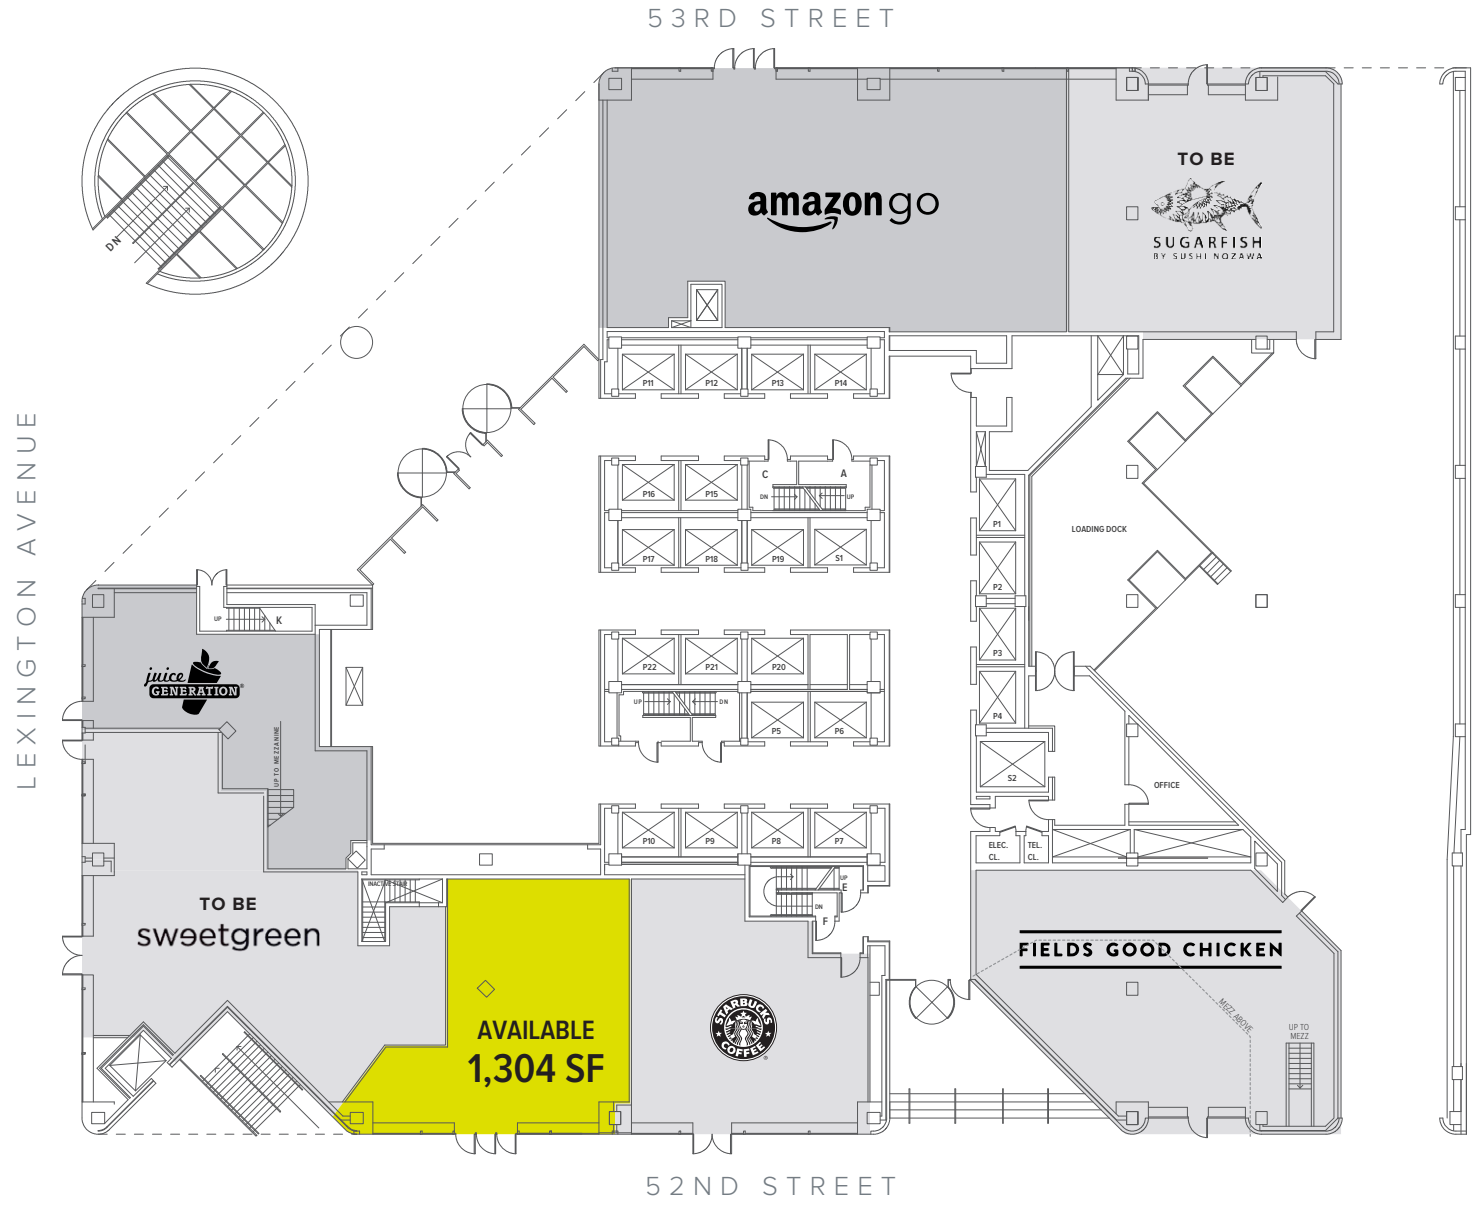 53RD STREET
DN
amazon go
TO BE
SUGARFISH
BY SUSHI NOZAWA
P11
P12
P13
P14
LEXINGTON AVENUE
P16
P15
C
A
DN
UP
P17
P18
P19
S1
P1
LOADING DOCK
P2
P3
P4
UP
K
juice
GENERATION®
UP TO MEZZANINE
P22
P21
P20
UP
DN
P5
P6
S2
OFFICE
P10
P9
P8
P7
ELEC.
CL.
TEL.
CL.
INACTIVE STAIR
UP
E
DN
F
TO BE
sweetgreen
AVAILABLE
1,304 SF
STARBUCKS
COFFEE
®
FIELDS GOOD CHICKEN
MEZZ ABOVE
UP TO
MEZZ
52ND STREET